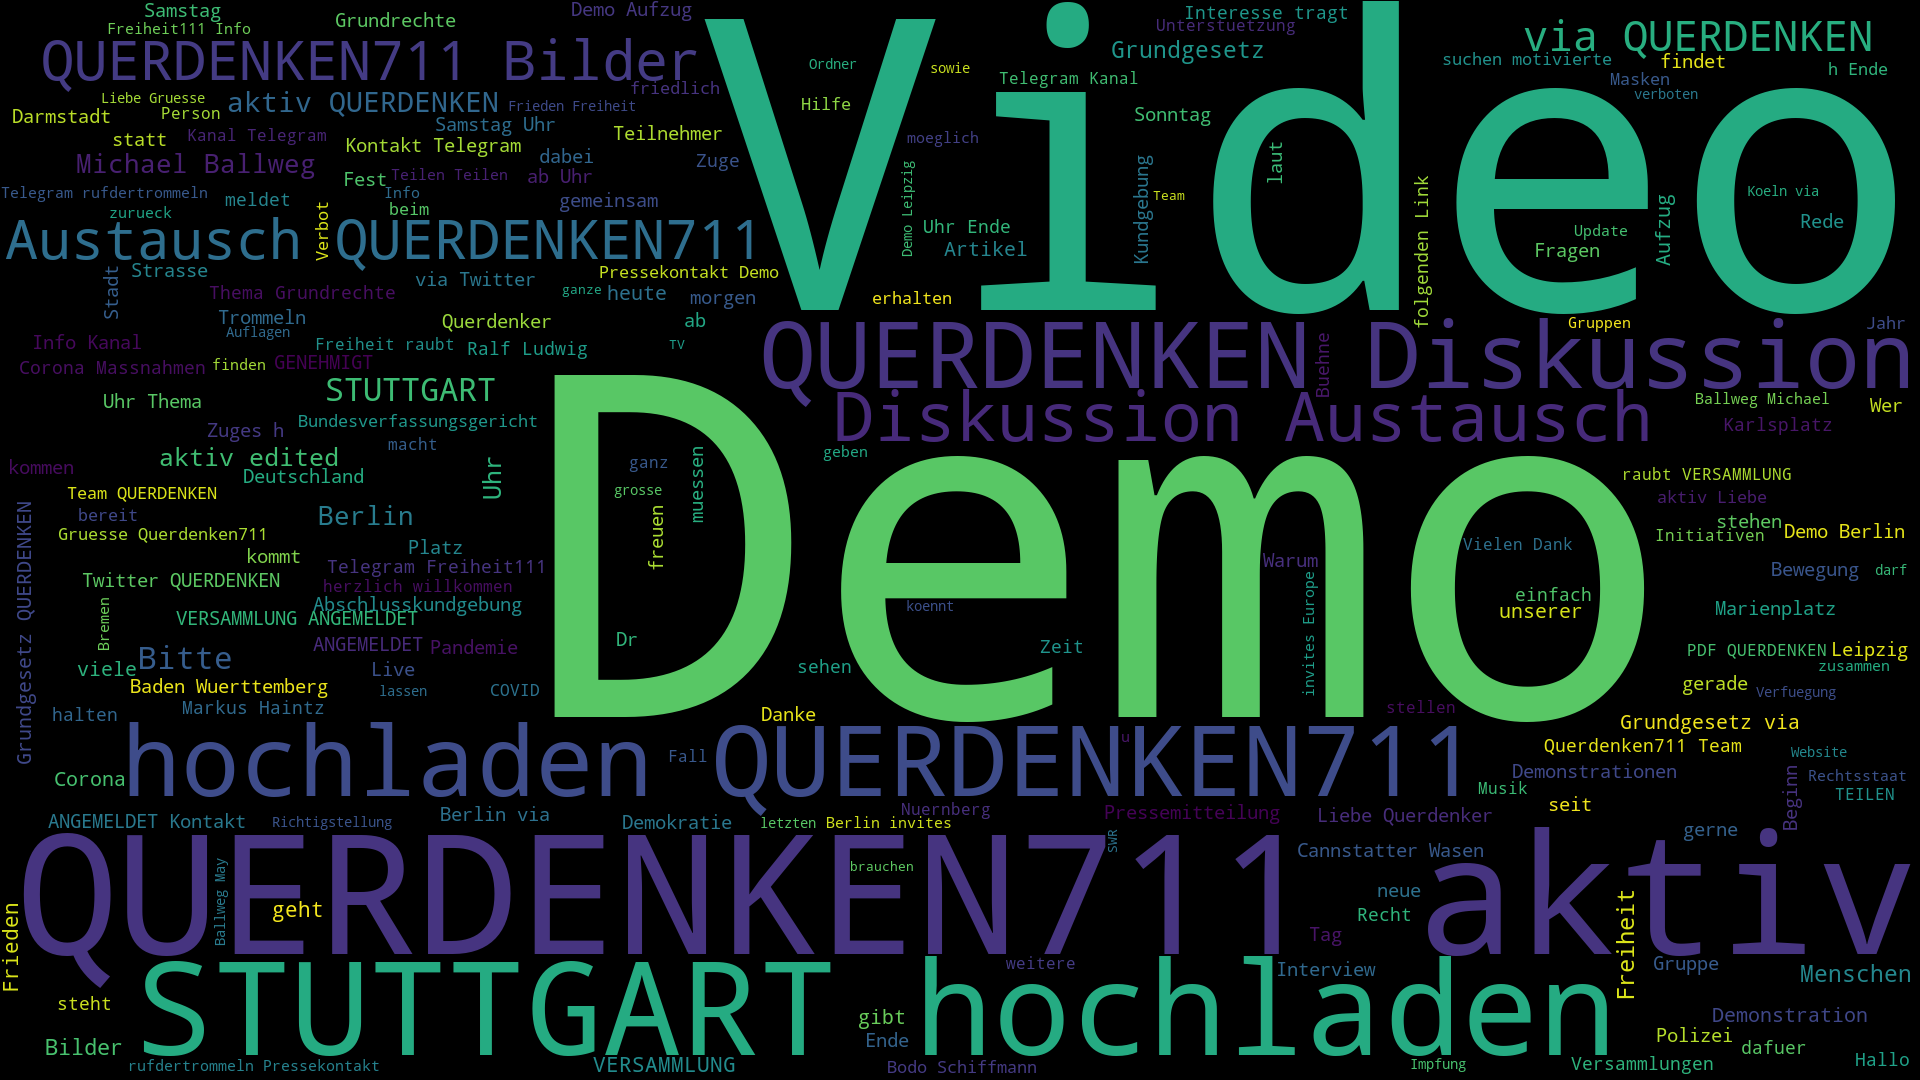 Samstag
Freiheit111 Info
Grundrechte
Demo Aufzug
Video
Interesse tragt
Unterstuetzung
via QUERDENKEN
QUERDENKEN711 Bilder
Grundgesetz
suchen motivierte
findet
h Ende
Ordner
sowie
Telegram Kanal
Masken
verboten
friedlich
Liebe Gruesse
aktiv QUERDENKEN
Frieden Freiheit
Hilfe
Darmstadt
Person
Samstag Uhr
Sonntag
statt
Kanal Telegram
Kontakt Telegram
Teilnehmer
moeglich
Michael Ballweg
dabei
Zuge
laut
Fest
Teilen Teilen
ab Uhr
Demo Leipzig
Kundgebung
Team
folgenden Link
Koeln via
Telegram rufdertrommeln
meldet
Info
gemeinsam
zurueck
Verbot
beim
Uhr Ende
Aufzug
Rede
Austausch QUERDENKEN711
Artikel
Update
Fragen
Stadt
Strasse
via Twitter
Pressekontakt Demo
Thema Grundrechte
ganze
heute
morgen
erhalten
Trommeln
Auflagen
Querdenker
ab
Gruppen
Jahr
Info Kanal
Freiheit raubt
Ralf Ludwig
TV
QUERDENKEN Diskussion
Buehne
Corona Massnahmen
finden
GENEHMIGT
STUTTGART
Demo
Diskussion Austausch
Ballweg Michael
Wer
Uhr Thema
Bundesverfassungsgericht
Karlsplatz
Zuges h
macht
aktiv edited
Uhr
ganz
muessen
geben
kommen
Deutschland
raubt VERSAMMLUNG
Team QUERDENKEN
grosse
aktiv Liebe
Grundgesetz QUERDENKEN
bereit
Berlin
freuen
stehen
Gruesse Querdenken711
Initiativen
Demo Berlin
kommt
Platz
Vielen Dank
Telegram Freiheit111
Warum
Bewegung
darf
Twitter QUERDENKEN
herzlich willkommen
invites Europe
einfach
Bremen
Abschlusskundgebung
koennt
unserer
Marienplatz
VERSAMMLUNG ANGEMELDET
ANGEMELDET
Pandemie
Dr
Zeit
PDF QUERDENKEN
Leipzig
Bitte
viele
Live
sehen
zusammen
Baden Wuerttemberg
lassen
COVID
gerade
Verfuegung
halten
Markus Haintz
Danke
stellen
Grundgesetz via
hochladen QUERDENKEN711
Fall
u
Querdenken711 Team
Website
Corona
Demonstrationen
Rechtsstaat
Musik
TEILEN
Beginn
seit
ANGEMELDET Kontakt
Richtigstellung
Berlin via
Demokratie
letzten
Berlin invites
Nuernberg
Pressemitteilung
Liebe Querdenker
gerne
QUERDENKEN711 aktiv
SWR
Cannstatter Wasen
Ballweg May
brauchen
neue
Frieden
geht
Recht
Freiheit
Tag
STUTTGART hochladen
weitere
Interview
Gruppe
Menschen
steht
gibt
Demonstration
Bilder
Ende
Polizei
dafuer
rufdertrommeln Pressekontakt
VERSAMMLUNG
Bodo Schiffmann
Impfung
Versammlungen
Hallo